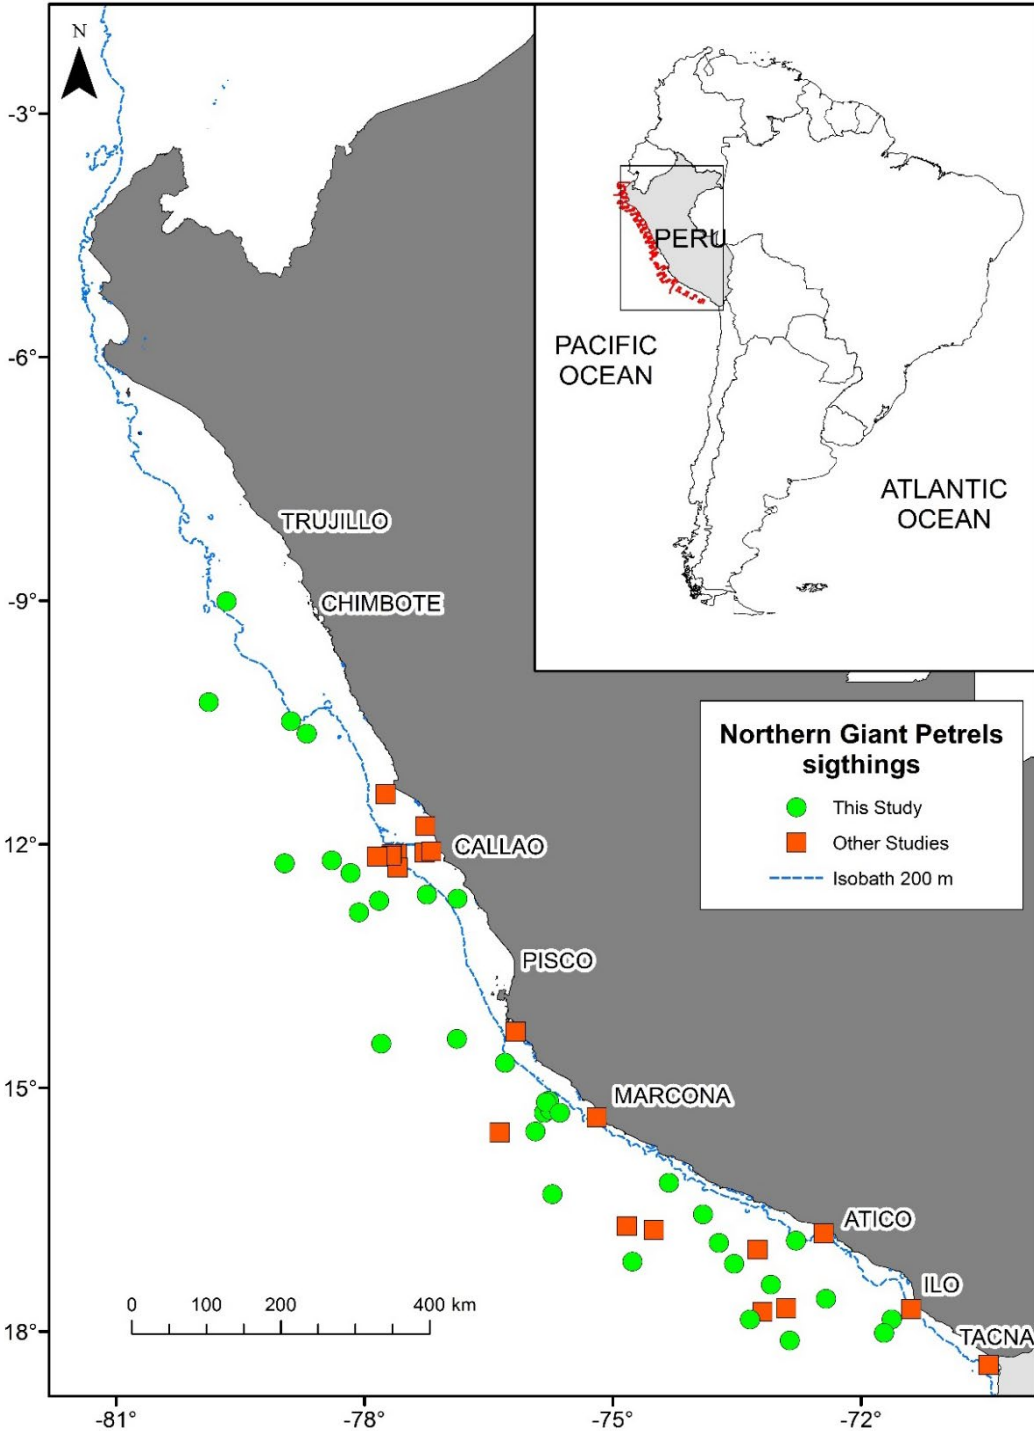 N
-3°
-6°
-9°
12°
15°
18°
-81°
-78°
-75°
-72°
TRUJILLO
CHIMBOTE
CALLAO
PISCO
MARCONA
ATICO
ILO
TACNA
0 100 200 400 km
PERU
PACIFIC
OCEAN
ATLANTIC
OCEAN
Northern Giant Petrels
sigthings
This Study
Other Studies
Isobath 200 m